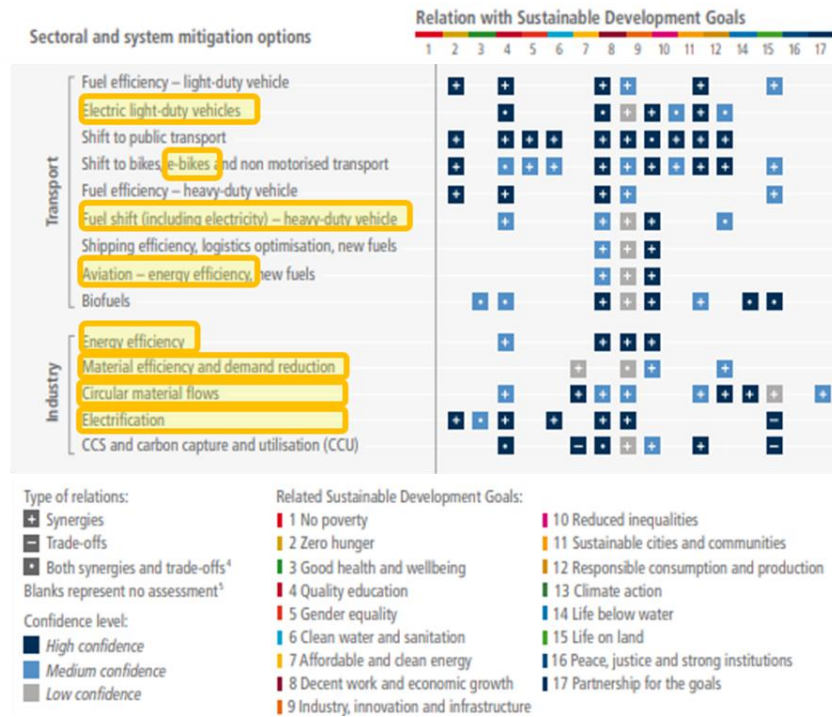 Relation with Sustainable Development Goals
Sectoral and system mitigation options
1 2 3 4 5 6 7 8 9 10 11 12 13 14 15 16 17
Transport
Fuel efficiency – light-duty vehicle
Electric light-duty vehicles
Shift to public transport
Shift to bikes, e-bikes and non motorised transport
Fuel efficiency – heavy-duty vehicle
Fuel shift (including electricity) – heavy-duty vehicle
Shipping efficiency, logistics optimisation, new fuels
Aviation – energy efficiency, new fuels
Biofuels
Industry
Energy efficiency
Material efficiency and demand reduction
Circular material flows
Electrification
CCS and carbon capture and utilisation (CCU)
Type of relations:
+ Synergies
− Trade-offs
• Both synergies and trade-offs⁴
Blanks represent no assessment⁵
Confidence level:
High confidence
Medium confidence
Low confidence
Related Sustainable Development Goals:
1 No poverty
2 Zero hunger
3 Good health and wellbeing
4 Quality education
5 Gender equality
6 Clean water and sanitation
7 Affordable and clean energy
8 Decent work and economic growth
9 Industry, innovation and infrastructure
10 Reduced inequalities
11 Sustainable cities and communities
12 Responsible consumption and production
13 Climate action
14 Life below water
15 Life on land
16 Peace, justice and strong institutions
17 Partnership for the goals